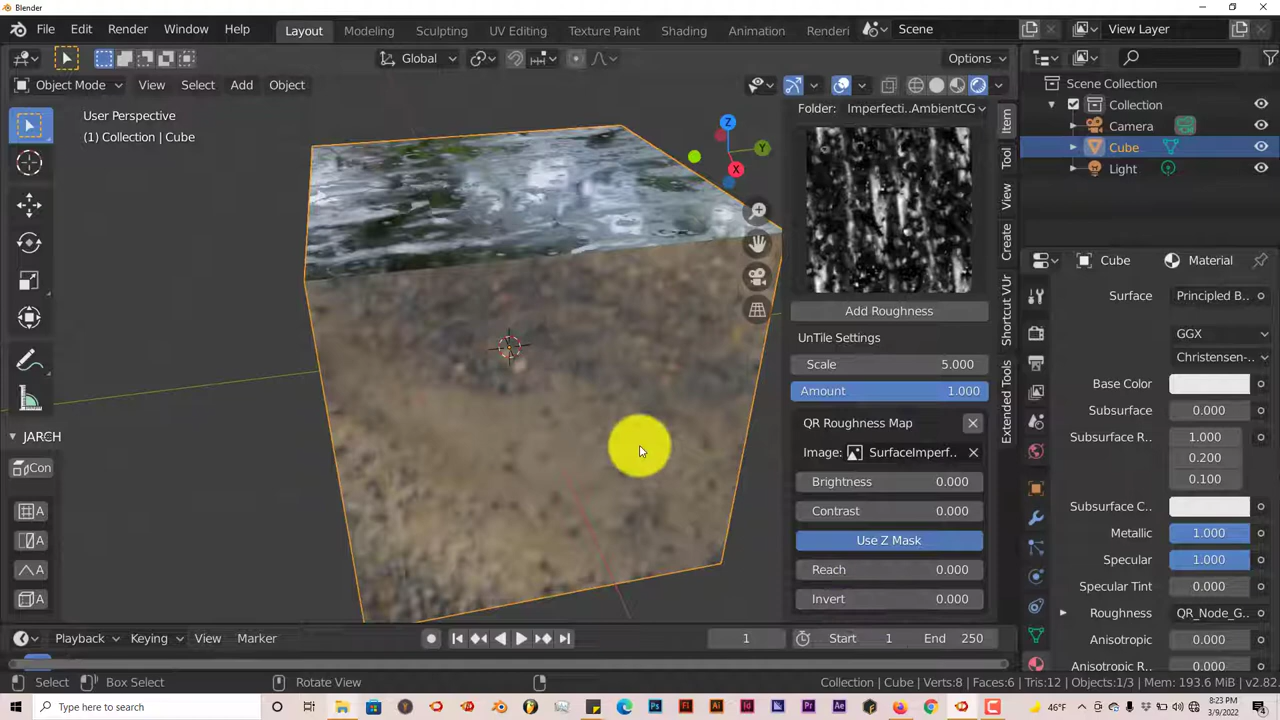 Blender
File Edit Render Window Help
Layout Modeling Sculpting UV Editing Texture Paint Shading Animation Renderi
Scene
View Layer
Global
Options
Object Mode View Select Add Object
User Perspective
(1) Collection | Cube
Z
Y
X
JARCH
Con
A
A
A
A
Folder: Imperfecti..AmbientCG
Add Roughness
UnTile Settings
Scale 5.000
Amount 1.000
QR Roughness Map
Image: SurfaceImperf..
Brightness 0.000
Contrast 0.000
Use Z Mask
Reach 0.000
Invert 0.000
Item
Tool
View
Create
Shortcut VUr
Extended Tools
Scene Collection
Collection
Camera
Cube
Light
Cube Material
Surface Principled B..
GGX
Christensen-..
Base Color
Subsurface 0.000
Subsurface R.. 1.000
0.200
0.100
Subsurface C..
Metallic 1.000
Specular 1.000
Specular Tint 0.000
Roughness QR_Node_G..
Anisotropic 0.000
Anisotropic R.. 0.000
Playback Keying View Marker
1
Start 1 End 250
Select Box Select Rotate View
Collection | Cube | Verts:8 | Faces:6 | Tris:12 | Objects:1/3 | Mem: 193.6 MiB | v2.82
Type here to search
46°F
8:23 PM
3/9/2022